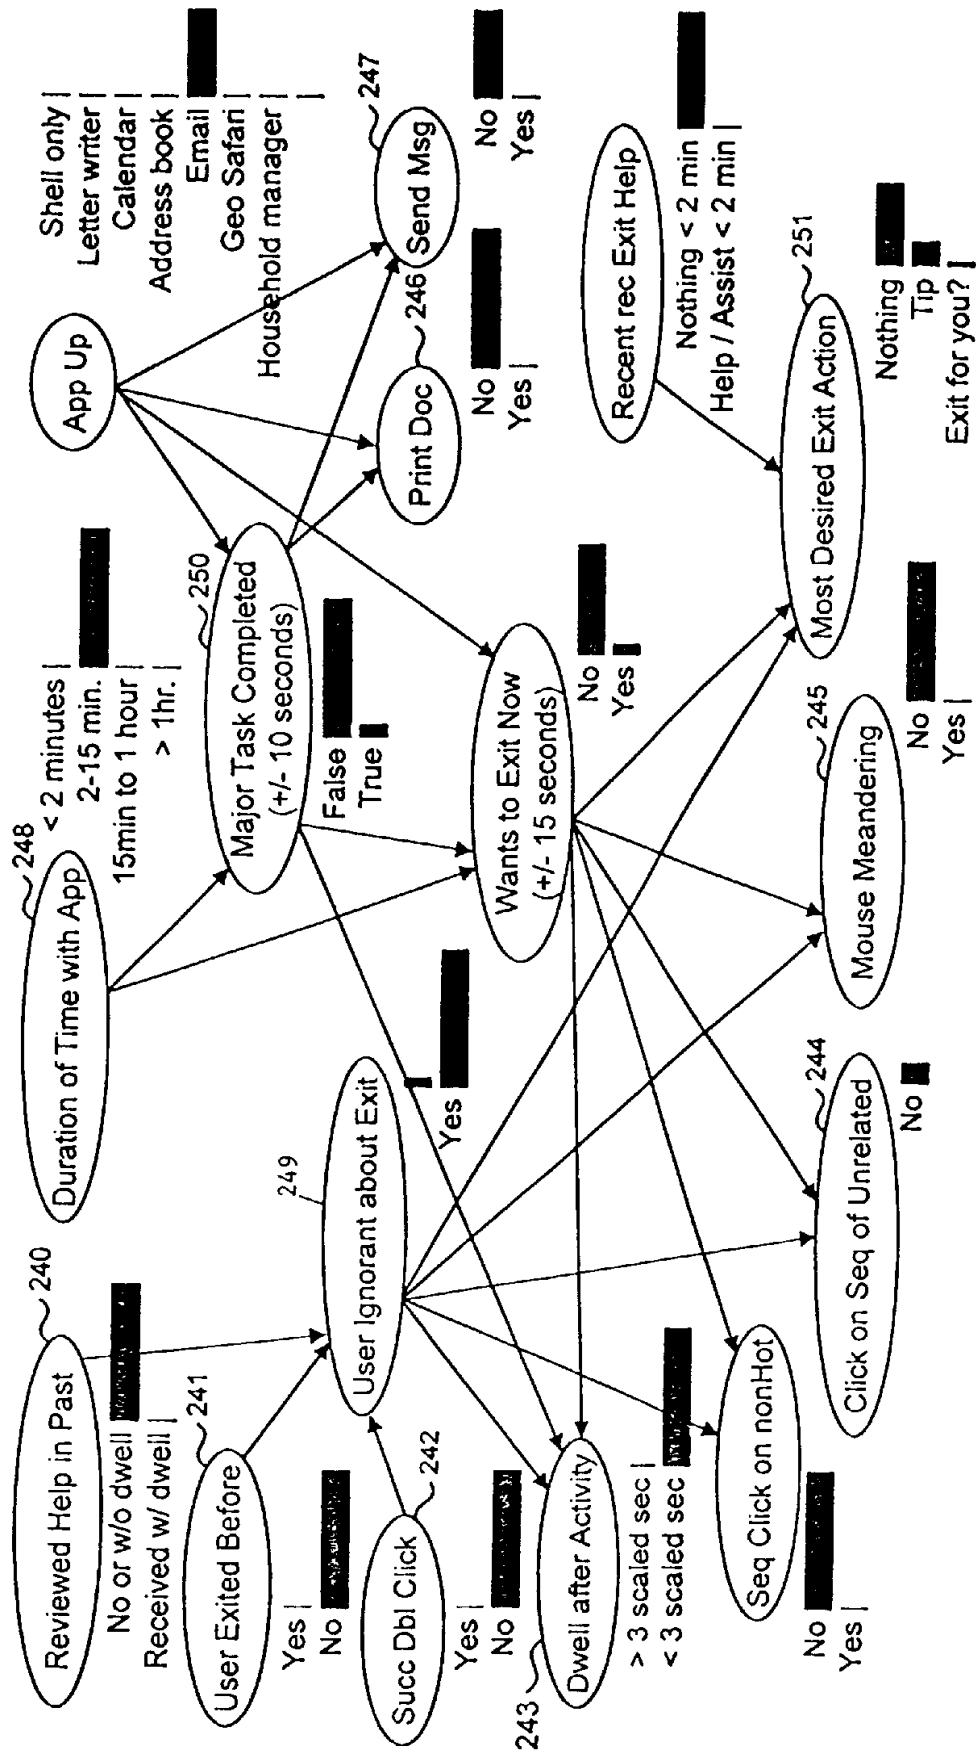 Reviewed Help in Past
240
No or w/o dwell
Received w/ dwell
User Exited Before
241
Yes
No
Succ Dbl Click
242
Yes
No
Dwell after Activity
243
> 3 scaled sec
< 3 scaled sec
Seq Click on nonHot
No
Yes
Duration of Time with App
248
< 2 minutes
2-15 min.
15min to 1 hour
> 1hr.
User Ignorant about Exit
249
Yes
Click on Seq of Unrelated
244
No
Major Task Completed
(+/- 10 seconds)
250
False
True
Wants to Exit Now
(+/- 15 seconds)
No
Yes
Mouse Meandering
245
No
Yes
App Up
Shell only
Letter writer
Calendar
Address book
Email
Geo Safari
Household manager
Print Doc
246
No
Yes
Send Msg
247
No
Yes
Recent rec Exit Help
Nothing < 2 min
Help / Assist < 2 min
Most Desired Exit Action
251
Nothing
Tip
Exit for you?